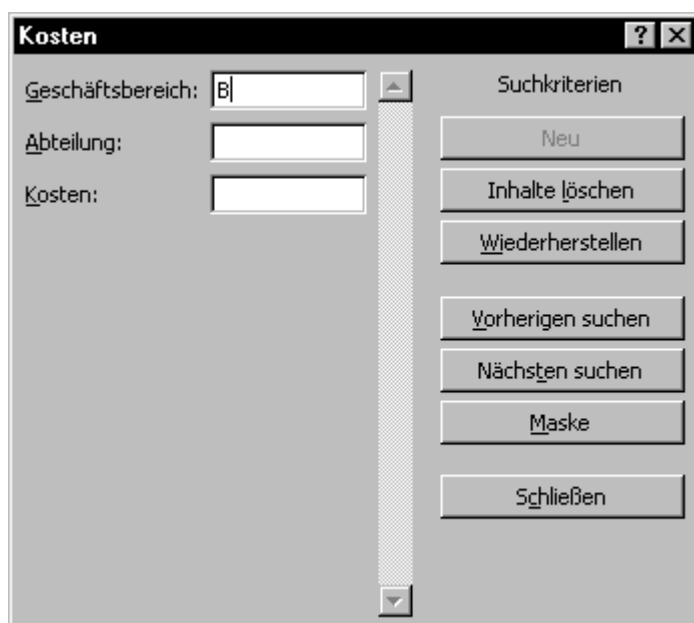 Kosten
Geschäftsbereich: B
Abteilung:
Kosten:
Suchkriterien
Neu
Inhalte löschen
Wiederherstellen
Vorherigen suchen
Nächsten suchen
Maske
Schließen